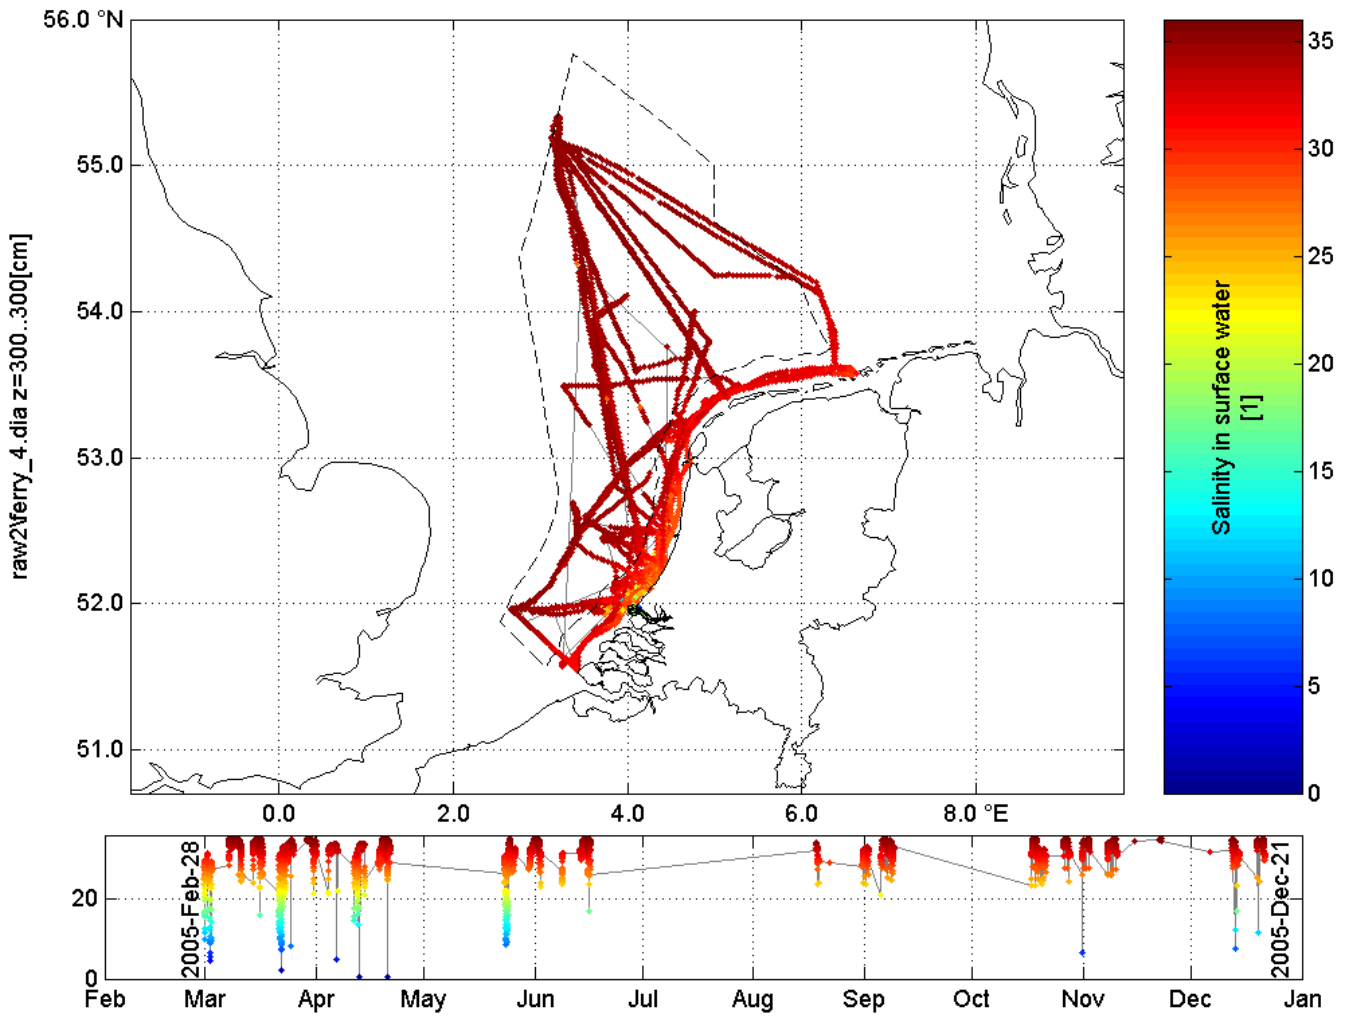 56.0 °N
55.0
54.0
53.0
52.0
51.0
0.0
2.0
4.0
6.0
8.0 °E
raw2\ferry_4.dia z=300..300[cm]
35
30
25
20
15
10
5
0
Salinity in surface water
[1]
20
0
2005-Feb-28
2005-Dec-21
Feb
Mar
Apr
May
Jun
Jul
Aug
Sep
Oct
Nov
Dec
Jan